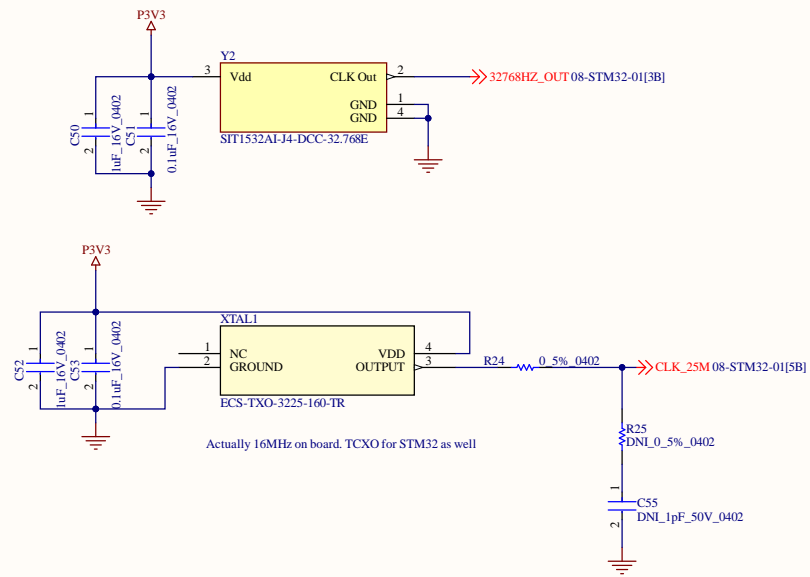 P3V3
Y2
3
Vdd
CLK Out
2
32768HZ_OUT 08-STM32-01[3B]
GND
1
GND
4
SIT1532AI-J4-DCC-32.768E
1
2
C50
1uF_16V_0402
1
2
C51
0.1uF_16V_0402
P3V3
XTAL1
1
NC
VDD
4
2
GROUND
OUTPUT
3
ECS-TXO-3225-160-TR
1
2
C52
1uF_16V_0402
1
2
C53
0.1uF_16V_0402
R24
0_5%_0402
CLK_25M 08-STM32-01[5B]
Actually 16MHz on board. TCXO for STM32 as well
R25
DNI_0_5%_0402
1
C55
DNI_1pF_50V_0402
2